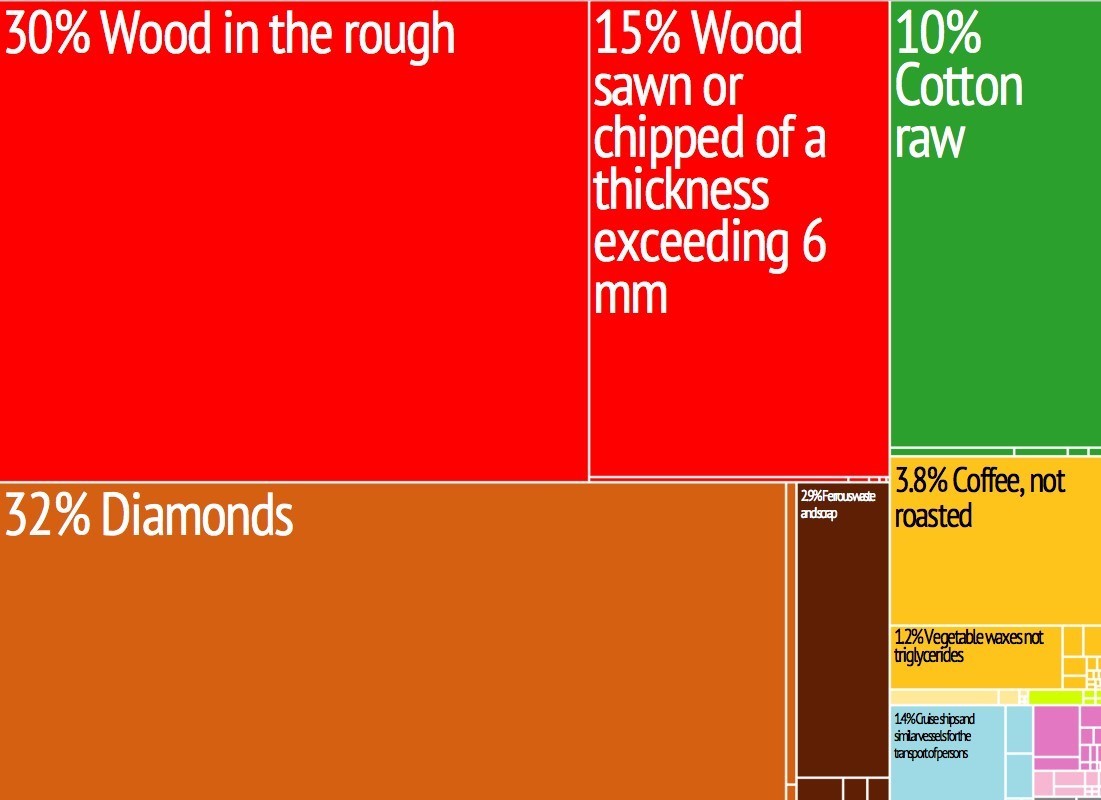 30% Wood in the rough
15% Wood
sawn or
chipped of a
thickness
exceeding 6
mm
10%
Cotton
raw
32% Diamonds
2.9% Ferrous waste
and scrap
3.8% Coffee, not
roasted
1.2% Vegetable waxes not
triglycerides
1.4% Cruise ships and
similar vessels for the
transport of persons